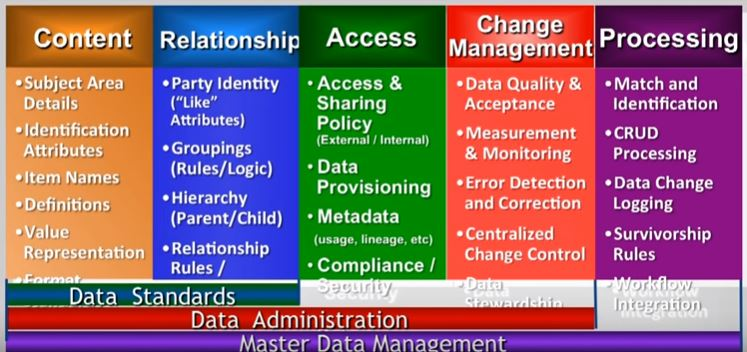 Content
•Subject Area
Details
•Identification
Attributes
•Item Names
•Definitions
•Value
Representation
•Format
Relationship
•Party Identity
("Like"
Attributes)
•Groupings
(Rules/Logic)
•Hierarchy
(Parent/Child)
•Relationship
Rules /
Access
• Access &
Sharing
Policy
(External / Internal)
• Data
Provisioning
• Metadata
(usage, lineage, etc)
• Compliance /
Security
Change
Management
•Data Quality &
Acceptance
•Measurement
& Monitoring
•Error Detection
and Correction
•Centralized
Change Control
•Data
Stewardship
Processing
•Match and
Identification
•CRUD
Processing
•Data Change
Logging
•Survivorship
Rules
•Workflow
Integration
Data Standards
Data Administration
Master Data Management